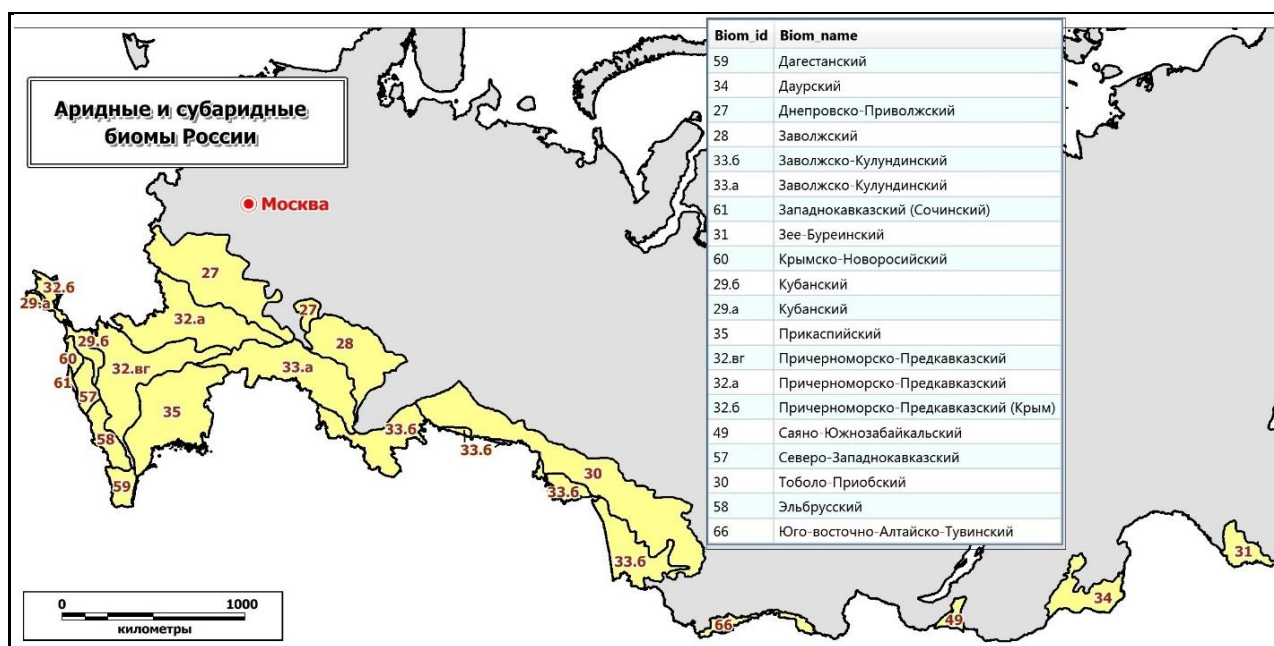 Аридные и субаридные
биомы России
Москва
Biom_id Biom_name
59 Дагестанский
34 Даурский
27 Днепровско-Приволжский
28 Заволжский
33.б Заволжско-Кулундинский
33.а Заволжско-Кулундинский
61 Западнокавказский (Сочинский)
31 Зее-Буреинский
60 Крымско-Новоросийский
29.б Кубанский
29.а Кубанский
35 Прикаспийский
32.вг Причерноморско-Предкавказский
32.а Причерноморско-Предкавказский
32.б Причерноморско-Предкавказский (Крым)
49 Саяно-Южнозабайкальский
57 Северо-Западнокавказский
30 Тоболо-Приобский
58 Эльбрусский
66 Юго-восточно-Алтайско-Тувинский
27
32.б
29.а
32.а
27
29.б
28
60
32.вг
33.а
61
57
35
58
33.б
33.б
30
59
33.б
33.б
31
34
66
49
0 1000
километры